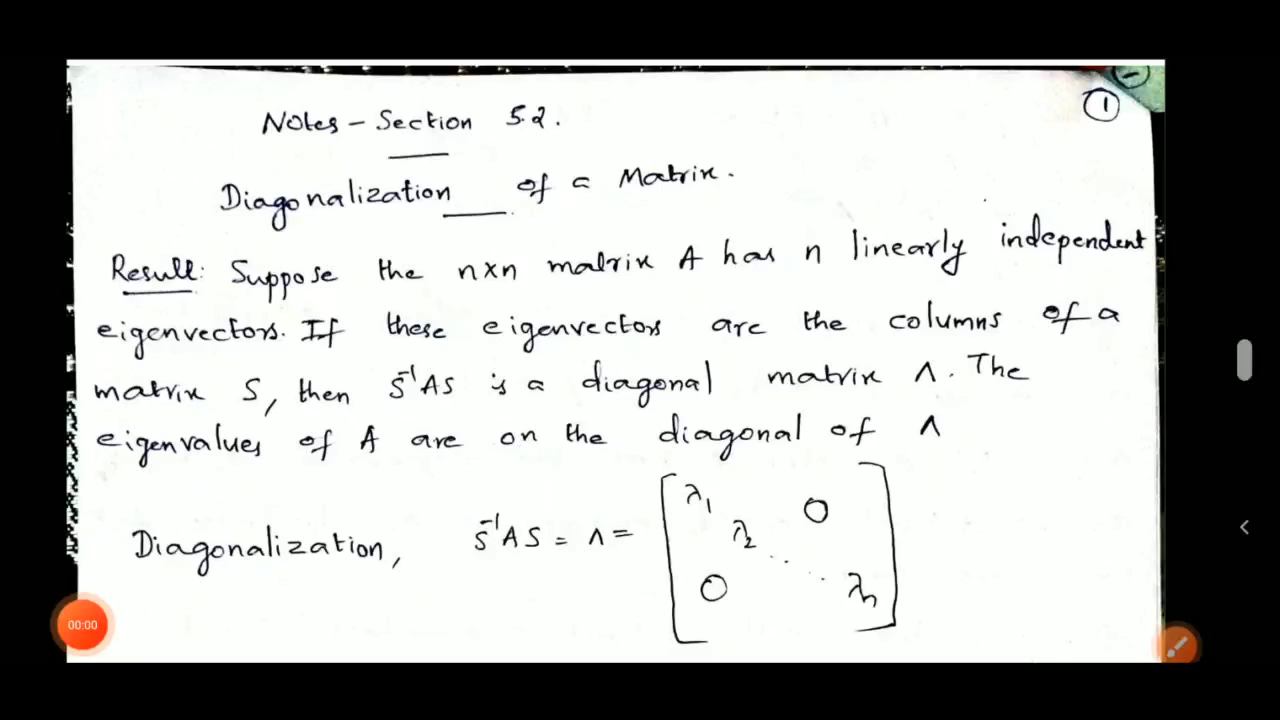 ①
Notes – Section 5.2.
Diagonalization of a Matrix.
Result: Suppose the n×n matrix A has n linearly independent
eigenvectors. If these eigenvectors are the columns of a
matrix S, then S⁻¹AS is a diagonal matrix Λ. The
eigenvalues of A are on the diagonal of Λ
Diagonalization, S⁻¹AS = Λ = [λ₁ 0
λ₂ ⋱
0 λₙ]
00:00